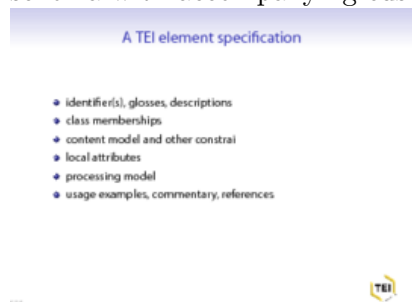 A TEI element specification
identifier(s), glosses, descriptions
class memberships
content model and other constrai
local attributes
processing model
usage examples, commentary, references
TEI